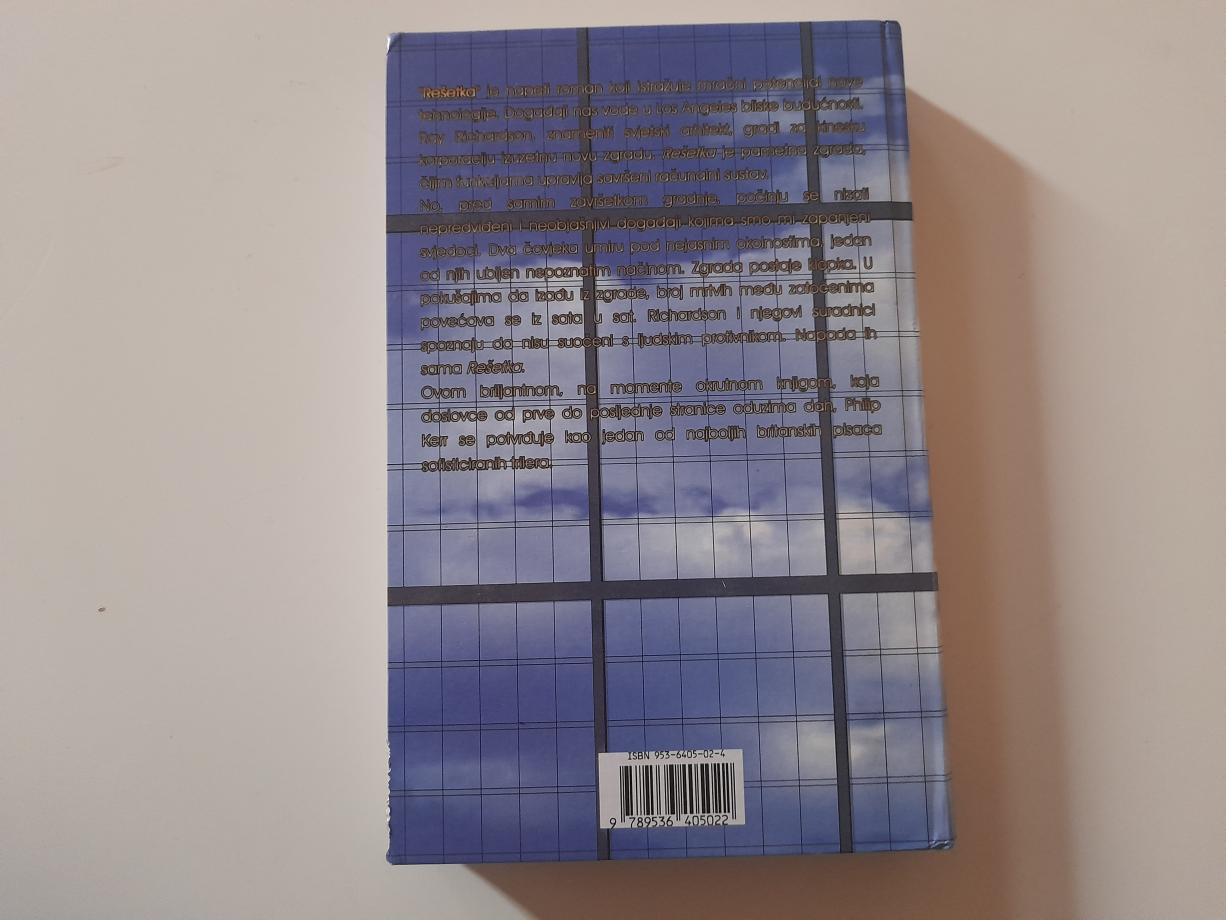 "Rešetka" je napeti roman koji istražuje mračni potencijal nove
tehnologije. Događaji nas vode u Los Angeles bliske budućnosti.
Ray Richardson, znameniti svjetski arhitekt, gradi za kinesku
korporaciju izuzetnu novu zgradu. Rešetka je pametna zgrada,
čijim funkcijama upravlja savršeni računalni sustav.
No, pred samim završetkom gradnje, počinju se nizati
nepredviđeni i neobjašnjivi događaji kojima smo mi zapanjeni
svjedoci. Dva čovjeka umiru pod nejasnim okolnostima, jedan
od njih ubijen nepoznatim načinom. Zgrada postaje klopka. U
pokušajima da izađu iz zgrade, broj mrtvih među zatočenima
povećava se iz sata u sat. Richardson i njegovi suradnici
spoznaju da nisu suočeni s ljudskim protivnikom. Napada ih
sama Rešetka.
Ovom briljantnom, na momente okrutnom knjigom, koja
doslovce od prve do posljednje stranice oduzima dah, Philip
Kerr se potvrđuje kao jedan od najboljih britanskih pisaca
sofisticiranih trilera.
ISBN 953-6405-02-4
9 789536 405022